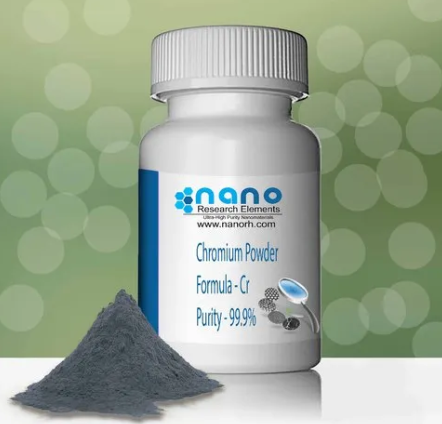 nano
Research Elements
Ultra-High Purity Nanomaterials
www.nanorh.com
Chromium Powder
Formula - Cr
Purity - 99.9%